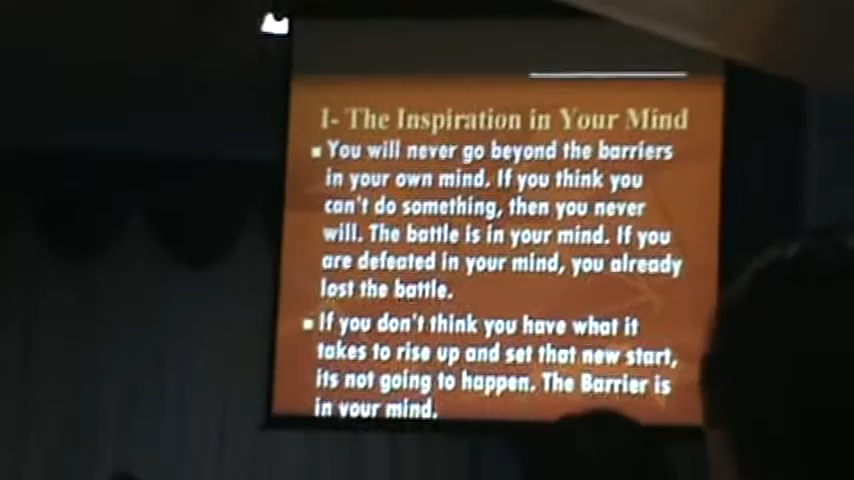 I- The Inspiration in Your Mind
▪ You will never go beyond the barriers
in your own mind. If you think you
can't do something, then you never
will. The battle is in your mind. If you
are defeated in your mind, you already
lost the battle.
▪ If you don't think you have what it
takes to rise up and set that new start,
its not going to happen. The Barrier is
in your mind.